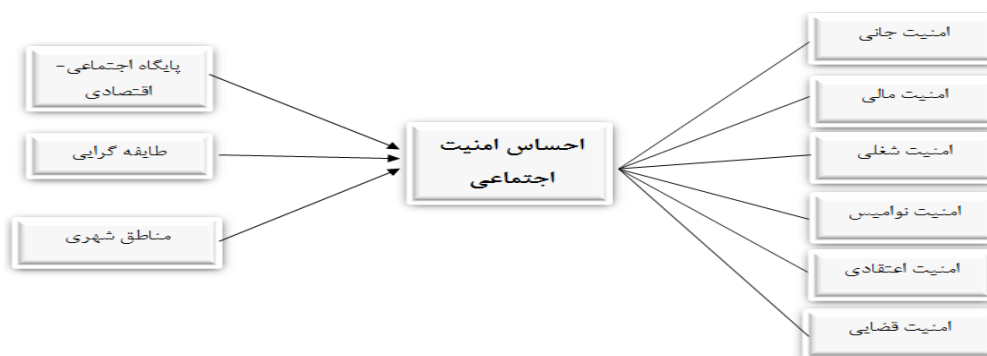 امنیت جانی
امنیت مالی
امنیت شغلی
امنیت نوامیس
امنیت اعتقادی
امنیت قضایی
احساس امنیت
اجتماعی
پایگاه اجتماعی-
اقتصادی
طایفه گرایی
مناطق شهری